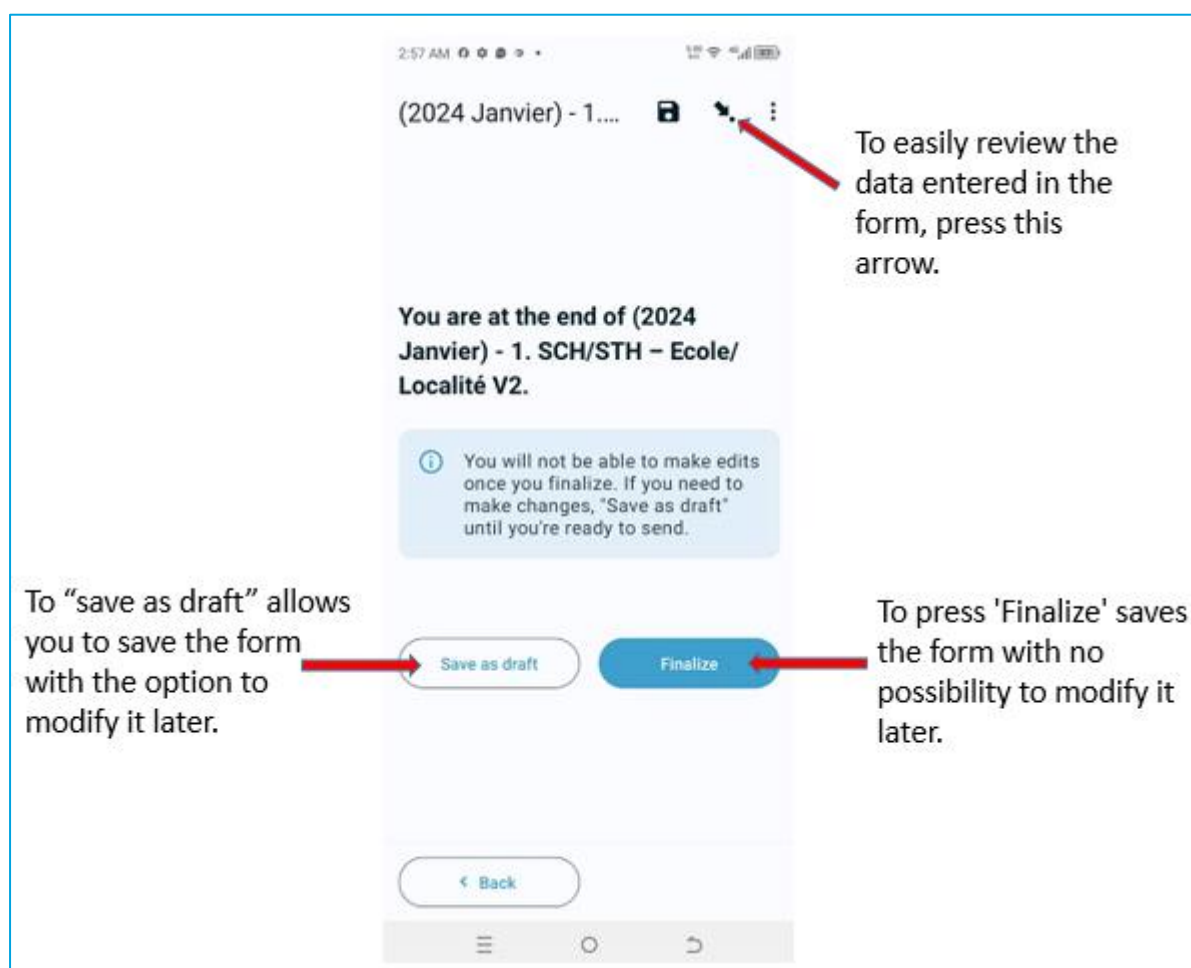 2:57 AM
(2024 Janvier) - 1....
To easily review the
data entered in the
form, press this
arrow.
You are at the end of (2024
Janvier) - 1. SCH/STH – Ecole/
Localité V2.
You will not be able to make edits
once you finalize. If you need to
make changes, "Save as draft"
until you're ready to send.
To “save as draft” allows
you to save the form
with the option to
modify it later.
Save as draft
Finalize
To press 'Finalize' saves
the form with no
possibility to modify it
later.
Back